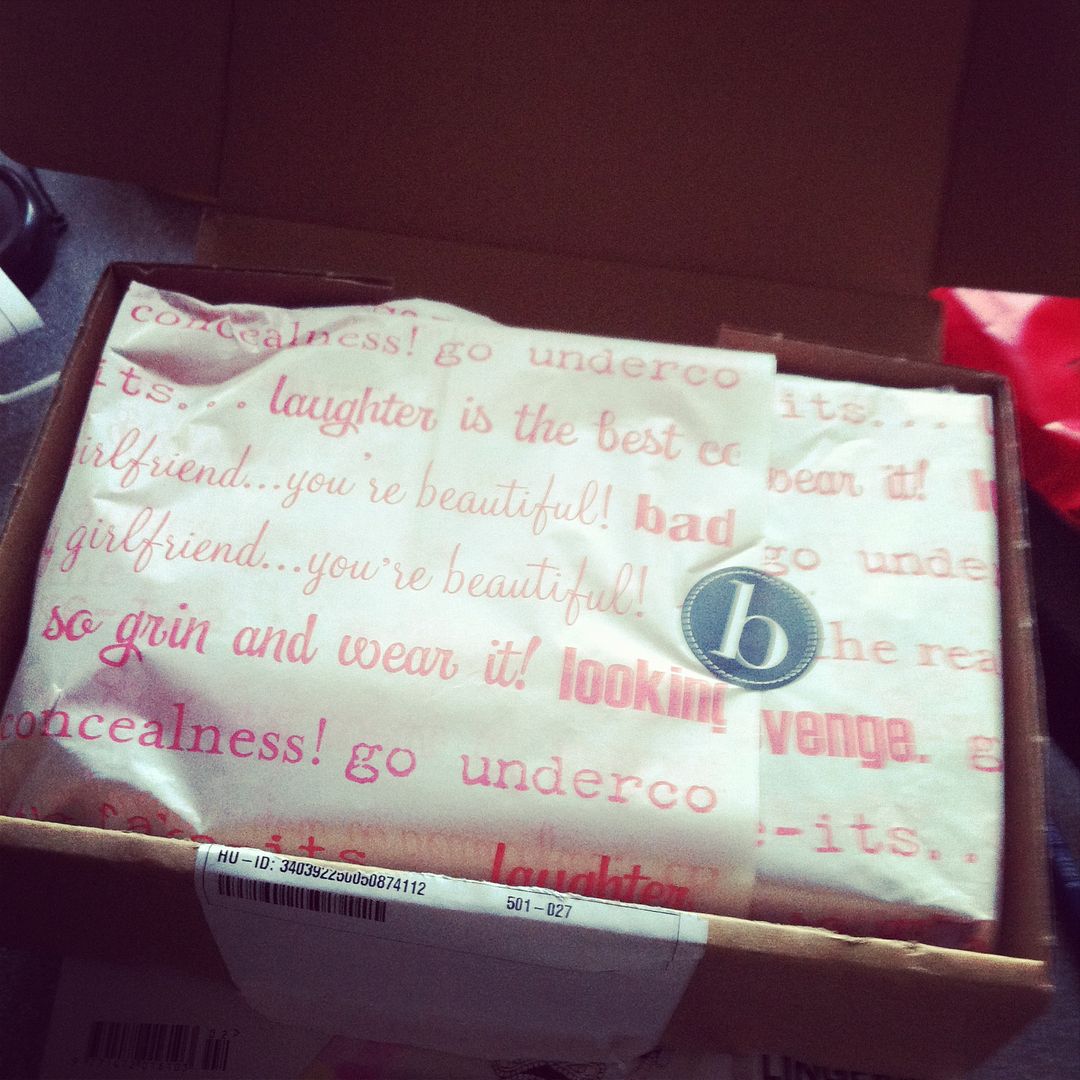 concealness! go underco
its... laughter is the best
its...
irlfriend...you're beautiful! bad
wear it!
girlfriend...you're beautiful!
go unde
b
he rea
so grin and wear it! looking
venge. g
concealness! go underco
e-its...
its laughter
HU-ID: 340392250050874112
501-027